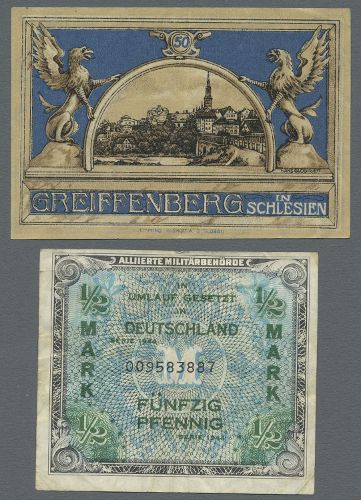 50
GREIFFENBERG IN SCHLESIEN
ALLIIERTE MILITÄRBEHÖRDE
1/2 MARK
1/2 MARK
IN
UMLAUF GESETZT
IN
DEUTSCHLAND
SERIE 1944
M
009583887
FÜNFZIG
PFENNIG
SERIE 1944
1/2
1/2